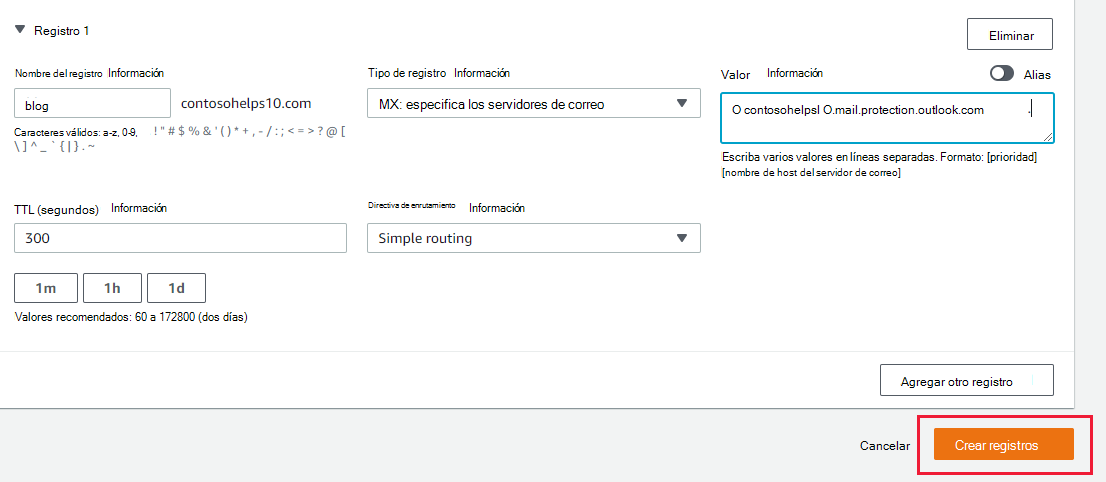 Registro 1
Eliminar
Nombre del registro Información
Tipo de registro Información
Valor Información
Alias
blog
contosohelps10.com
MX: especifica los servidores de correo
O contosohelpsl O.mail.protection.outlook.com .
Caracteres válidos: a-z, 0-9, ! " # $ % & ' ( ) * + , - / : ; < = > ? @ [
\ ] ^ _ ` { | } . ~
Escriba varios valores en líneas separadas. Formato: [prioridad]
[nombre de host del servidor de correo]
TTL (segundos) Información
Directiva de enrutamiento Información
300
Simple routing
1m 1h 1d
Valores recomendados: 60 a 172800 (dos días)
Agregar otro registro
Cancelar
Crear registros